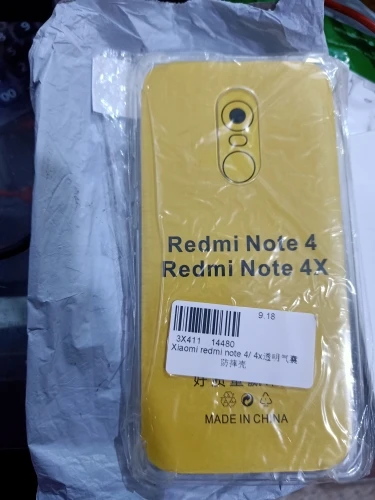 Redmi Note 4
Redmi Note 4X
9.18
3X411 14480
Xiaomi redmi note 4/ 4x透明气囊
防摔壳
MADE IN CHINA